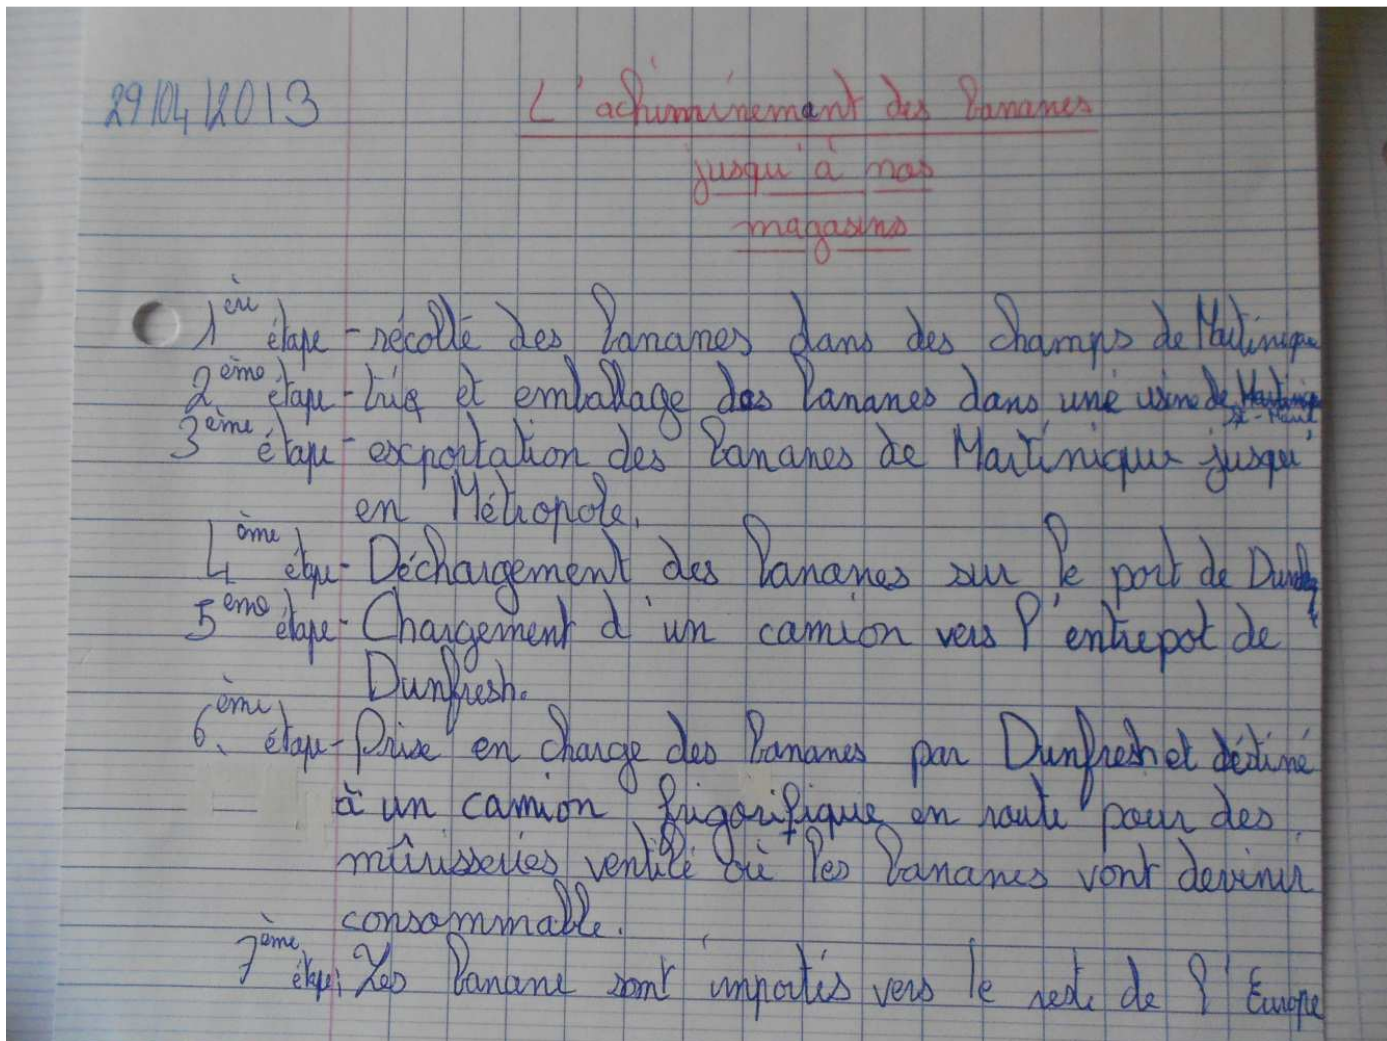 29/04/2013
L'achiminement des bananes
jusqu'à nos
magasins
1ère étape - récolte des bananes dans des champs de Martinique
2ème étape - trie et emballage des bananes dans une usine de
3ème étape - exportation des bananes de Martinique jusqu'
en Métropole.
4ème étape - Déchargement des bananes sur le port de
5ème étape - Chargement d'un camion vers l'entrepot de
Dunfresh.
6ème étape - Prise en charge des bananes par Dunfresh et déstiné
à un camion frigorifique en route pour des
mûrisseries ventilé où les bananes vont devenir
consommable.
7ème étape: Les banane sont importés vers le reste de l'Europe